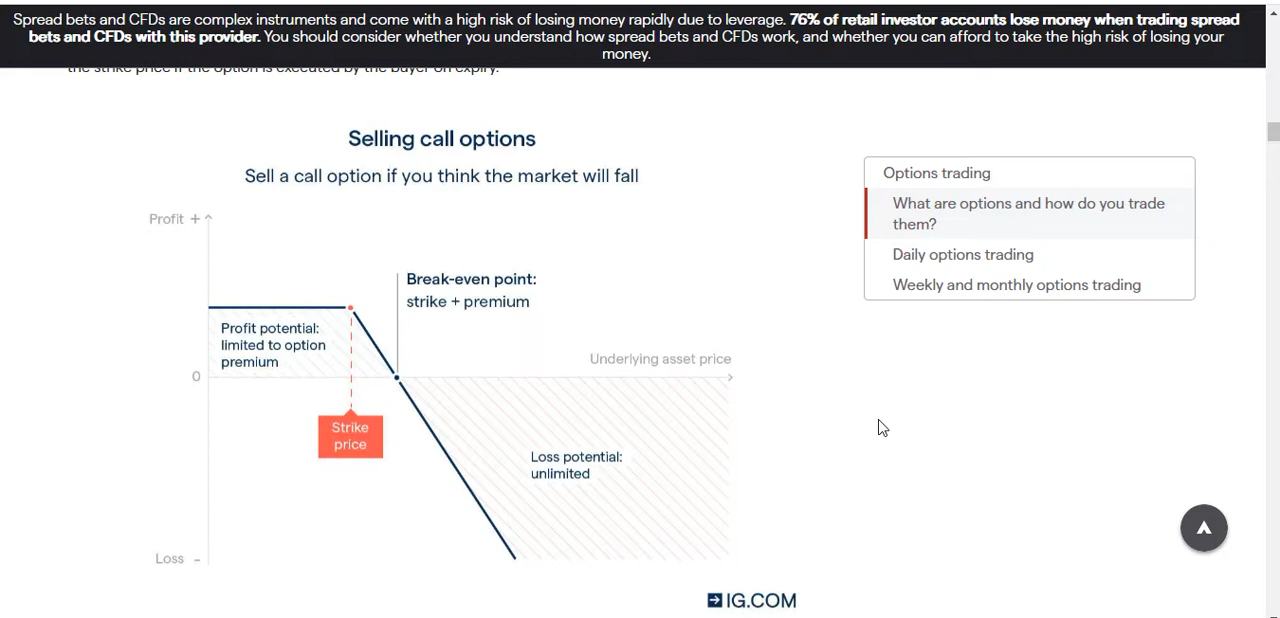 Spread bets and CFDs are complex instruments and come with a high risk of losing money rapidly due to leverage. 76% of retail investor accounts lose money when trading spread
bets and CFDs with this provider. You should consider whether you understand how spread bets and CFDs work, and whether you can afford to take the high risk of losing your
money.
the strike price if the option is executed by the buyer on expiry.
Selling call options
Sell a call option if you think the market will fall
Profit +
Break-even point:
strike + premium
Profit potential:
limited to option
premium
Underlying asset price
0
Strike
price
Loss potential:
unlimited
Loss -
IG.COM
Options trading
What are options and how do you trade
them?
Daily options trading
Weekly and monthly options trading